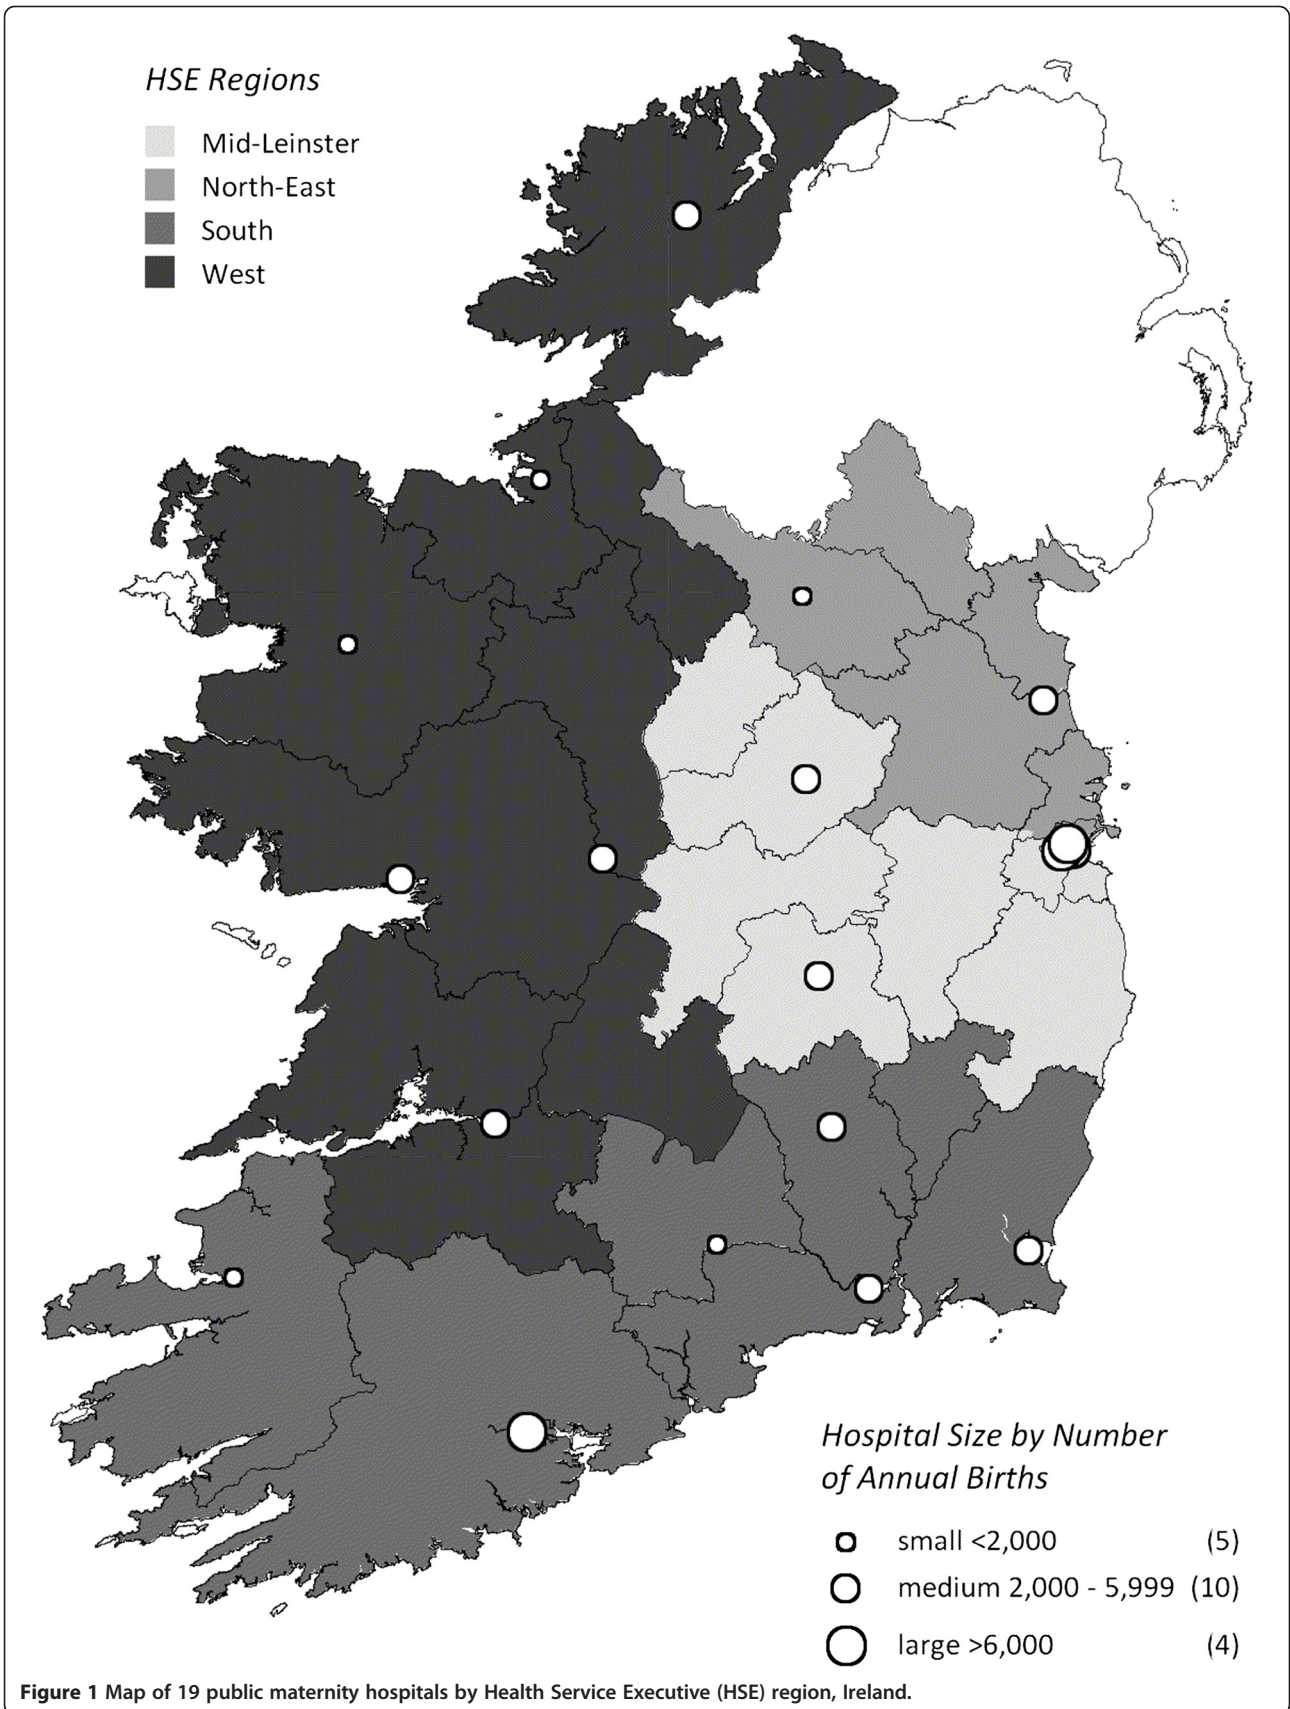 HSE Regions
Mid-Leinster
North-East
South
West
Hospital Size by Number
of Annual Births
small <2,000 (5)
medium 2,000 - 5,999 (10)
large >6,000 (4)
Figure 1 Map of 19 public maternity hospitals by Health Service Executive (HSE) region, Ireland.